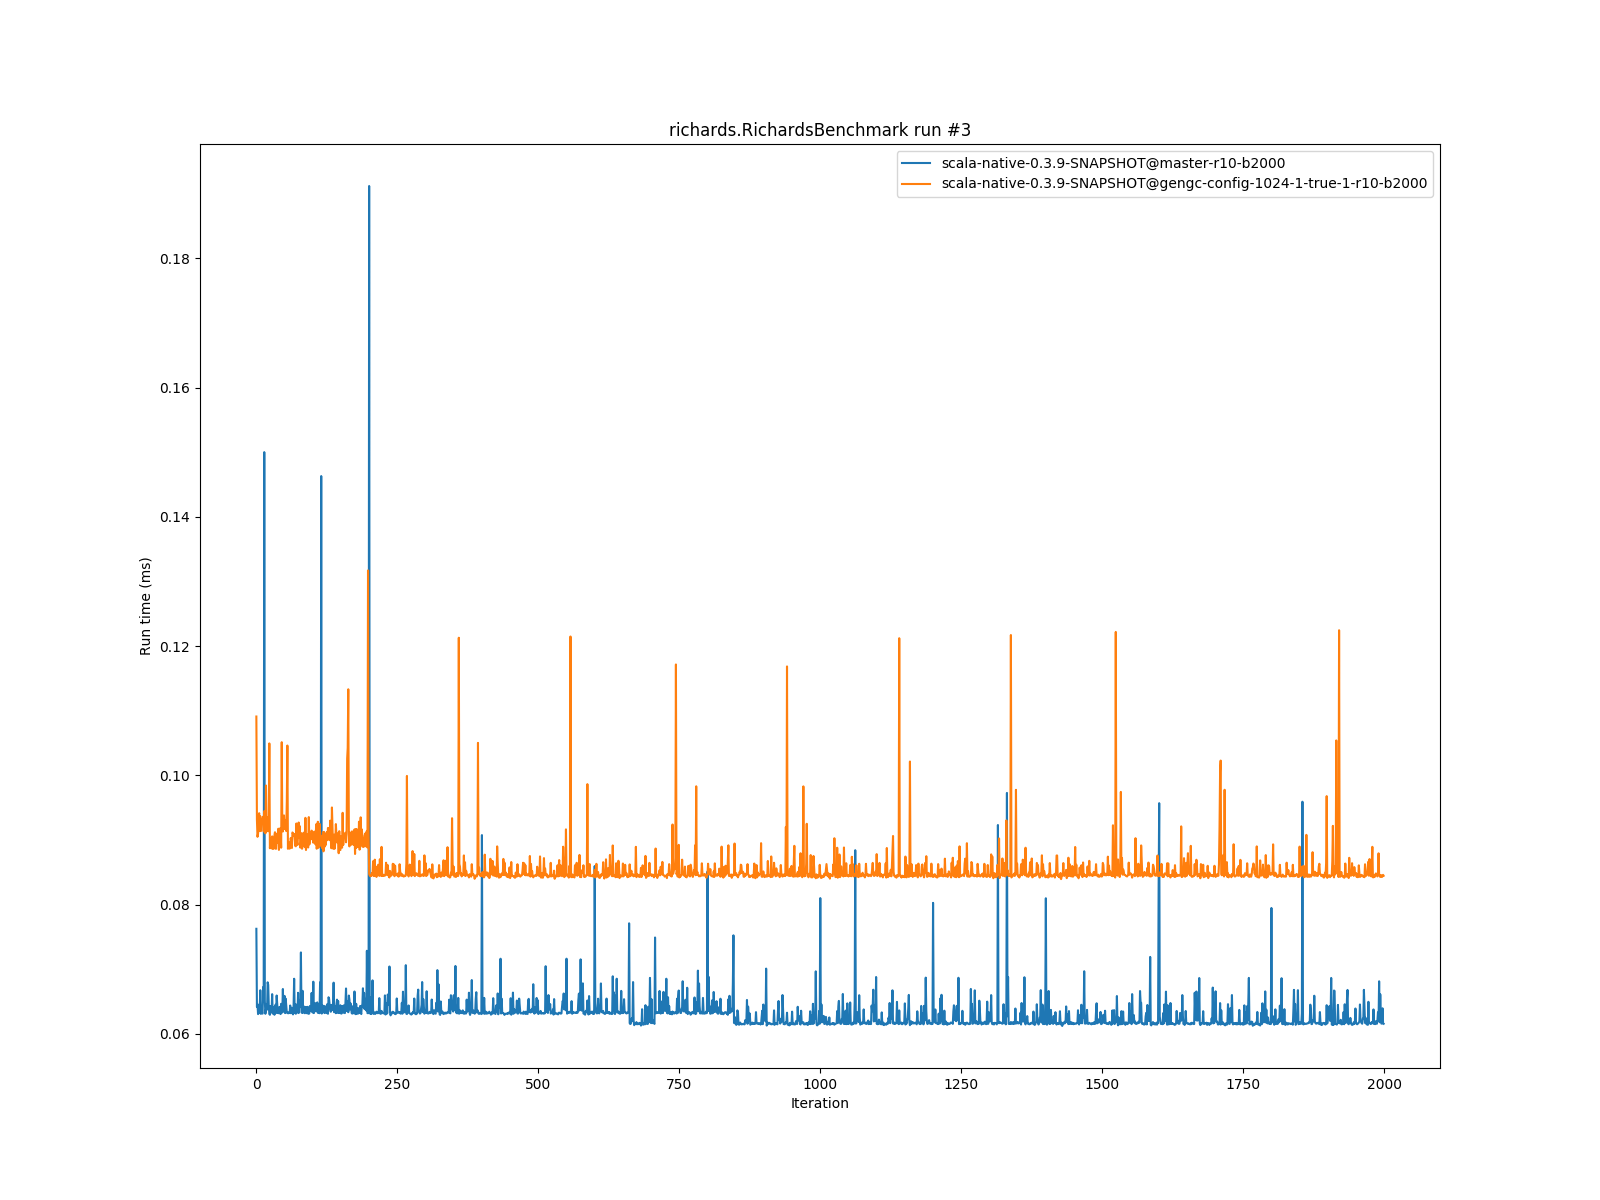 richards.RichardsBenchmark run #3
scala-native-0.3.9-SNAPSHOT@master-r10-b2000
scala-native-0.3.9-SNAPSHOT@gengc-config-1024-1-true-1-r10-b2000
Run time (ms)
0.18
0.16
0.14
0.12
0.10
0.08
0.06
0 250 500 750 1000 1250 1500 1750 2000
Iteration